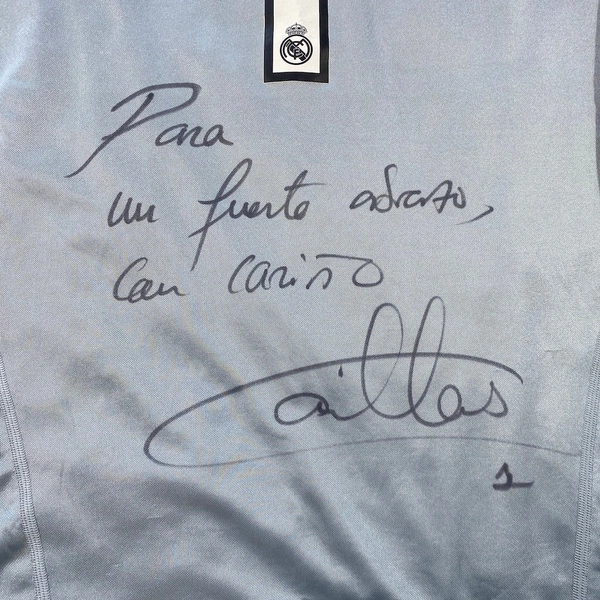 Para
un fuerte abrazo,
con cariño
Casillas
1